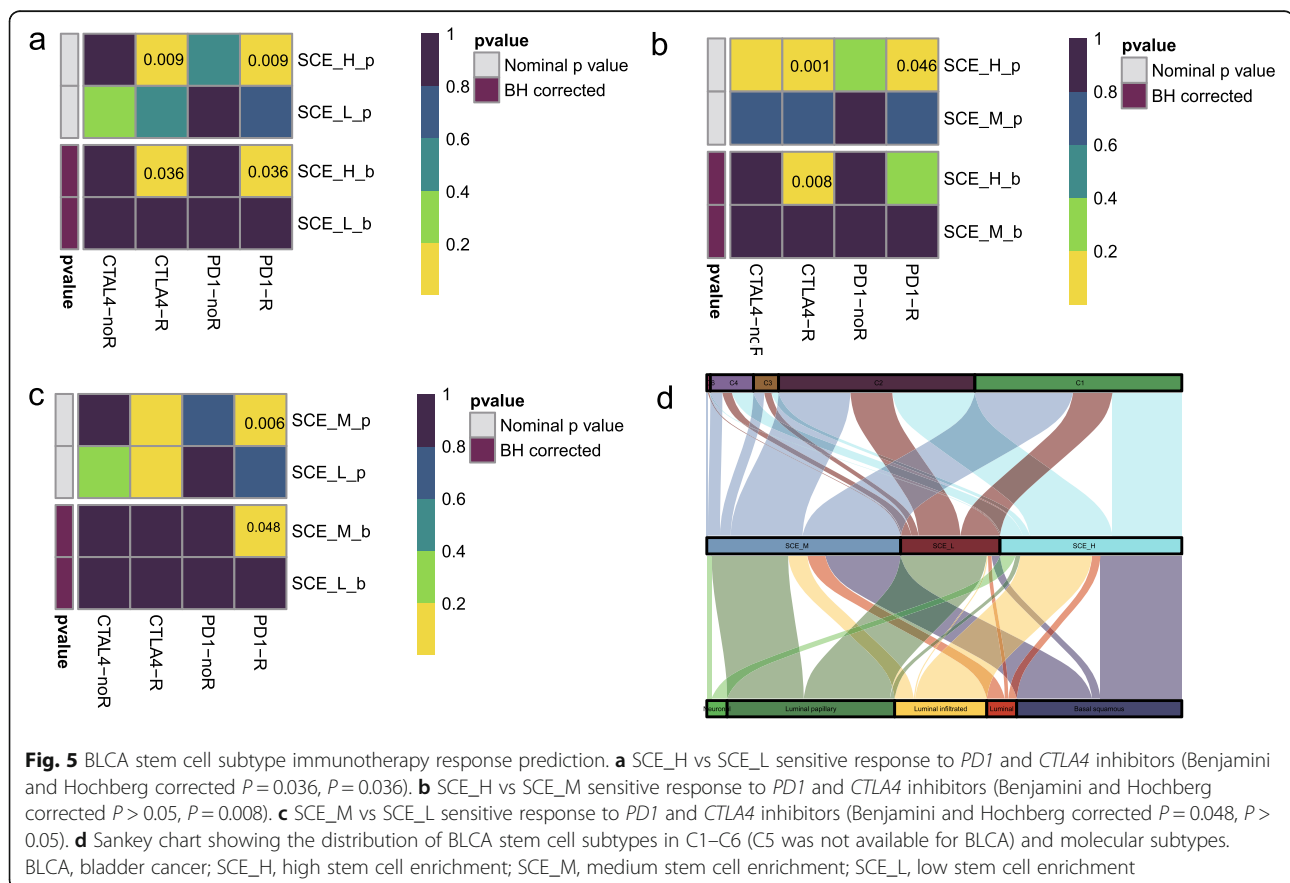 a
0.009
0.009
SCE_H_p
SCE_L_p
0.036
0.036
SCE_H_b
SCE_L_b
pvalue
CTAL4-noR
CTLA4-R
PD1-noR
PD1-R
1
0.8
0.6
0.4
0.2
pvalue
Nominal p value
BH corrected
b
0.001
0.046
SCE_H_p
SCE_M_p
0.008
SCE_H_b
SCE_M_b
pvalue
CTLA4-R
PD1-noR
PD1-R
1
0.8
0.6
0.4
0.2
pvalue
Nominal p value
BH corrected
c
0.006
SCE_M_p
SCE_L_p
0.048
SCE_M_b
SCE_L_b
pvalue
CTAL4-noR
CTLA4-R
PD1-noR
PD1-R
1
0.8
0.6
0.4
0.2
pvalue
Nominal p value
BH corrected
d
C4 C3 C2 C1
SCE_M SCE_L SCE_H
Neuronal Luminal papillary Luminal infiltrated Luminal Basal squamous
Fig. 5 BLCA stem cell subtype immunotherapy response prediction. a SCE_H vs SCE_L sensitive response to PD1 and CTLA4 inhibitors (Benjamini
and Hochberg corrected P = 0.036, P = 0.036). b SCE_H vs SCE_M sensitive response to PD1 and CTLA4 inhibitors (Benjamini and Hochberg
corrected P > 0.05, P = 0.008). c SCE_M vs SCE_L sensitive response to PD1 and CTLA4 inhibitors (Benjamini and Hochberg corrected P = 0.048, P >
0.05). d Sankey chart showing the distribution of BLCA stem cell subtypes in C1–C6 (C5 was not available for BLCA) and molecular subtypes.
BLCA, bladder cancer; SCE_H, high stem cell enrichment; SCE_M, medium stem cell enrichment; SCE_L, low stem cell enrichment